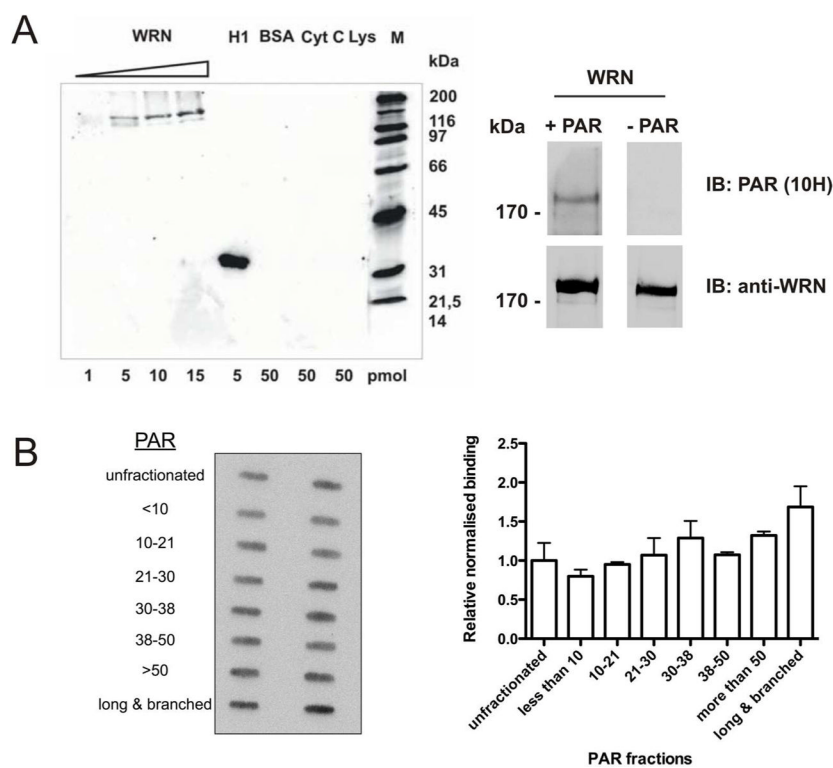 A
WRN H1 BSA Cyt C Lys M
kDa
200
116
97
66
45
31
21,5
14
1 5 10 15 5 50 50 50 pmol
WRN
kDa + PAR - PAR
IB: PAR (10H)
170 -
IB: anti-WRN
170 -
B
PAR
unfractionated
<10
10-21
21-30
30-38
38-50
>50
long & branched
Relative normalised binding
2.5
2.0
1.5
1.0
0.5
0.0
unfractionated
less than 10
10-21
21-30
30-38
38-50
more than 50
long & branched
PAR fractions